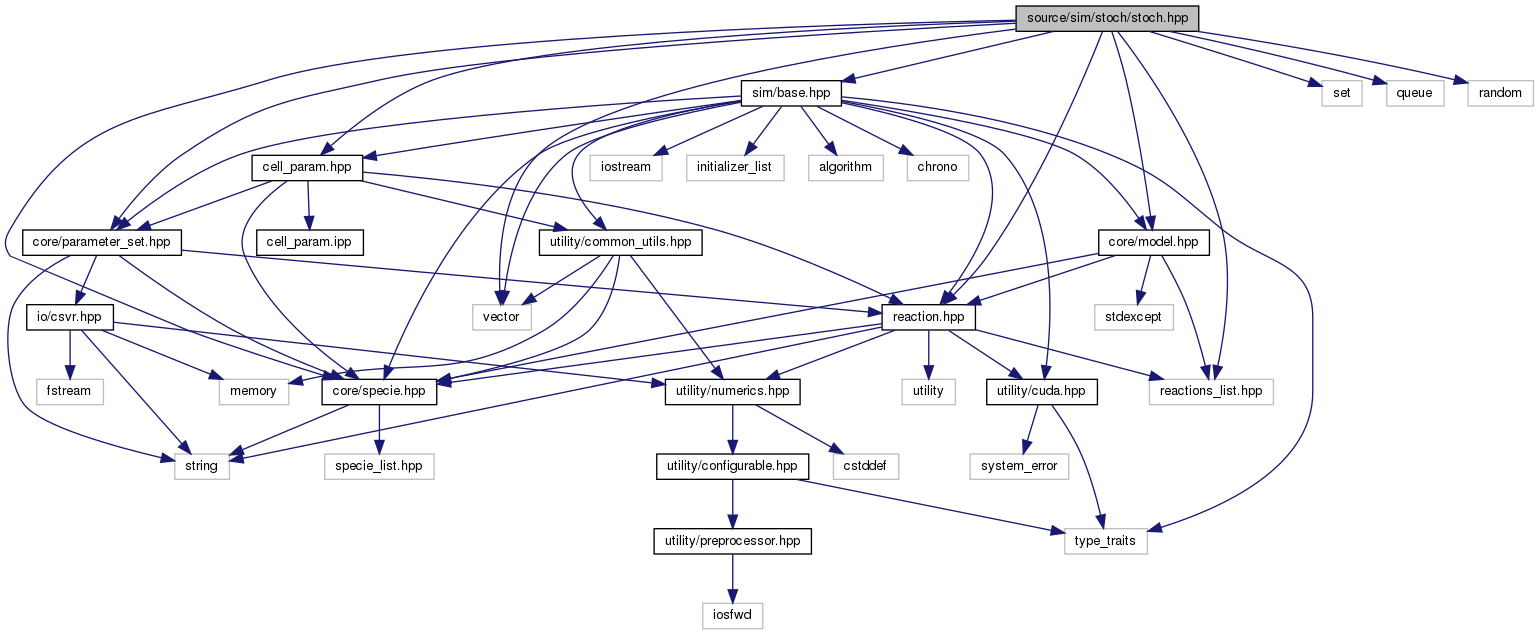 source/sim/stoch/stoch.hpp
sim/base.hpp
set
queue
random
cell_param.hpp
iostream
initializer_list
algorithm
chrono
core/parameter_set.hpp
cell_param.ipp
utility/common_utils.hpp
core/model.hpp
io/csvr.hpp
vector
reaction.hpp
stdexcept
fstream
memory
core/specie.hpp
utility/numerics.hpp
utility
utility/cuda.hpp
reactions_list.hpp
string
specie_list.hpp
utility/configurable.hpp
cstddef
system_error
utility/preprocessor.hpp
type_traits
iosfwd